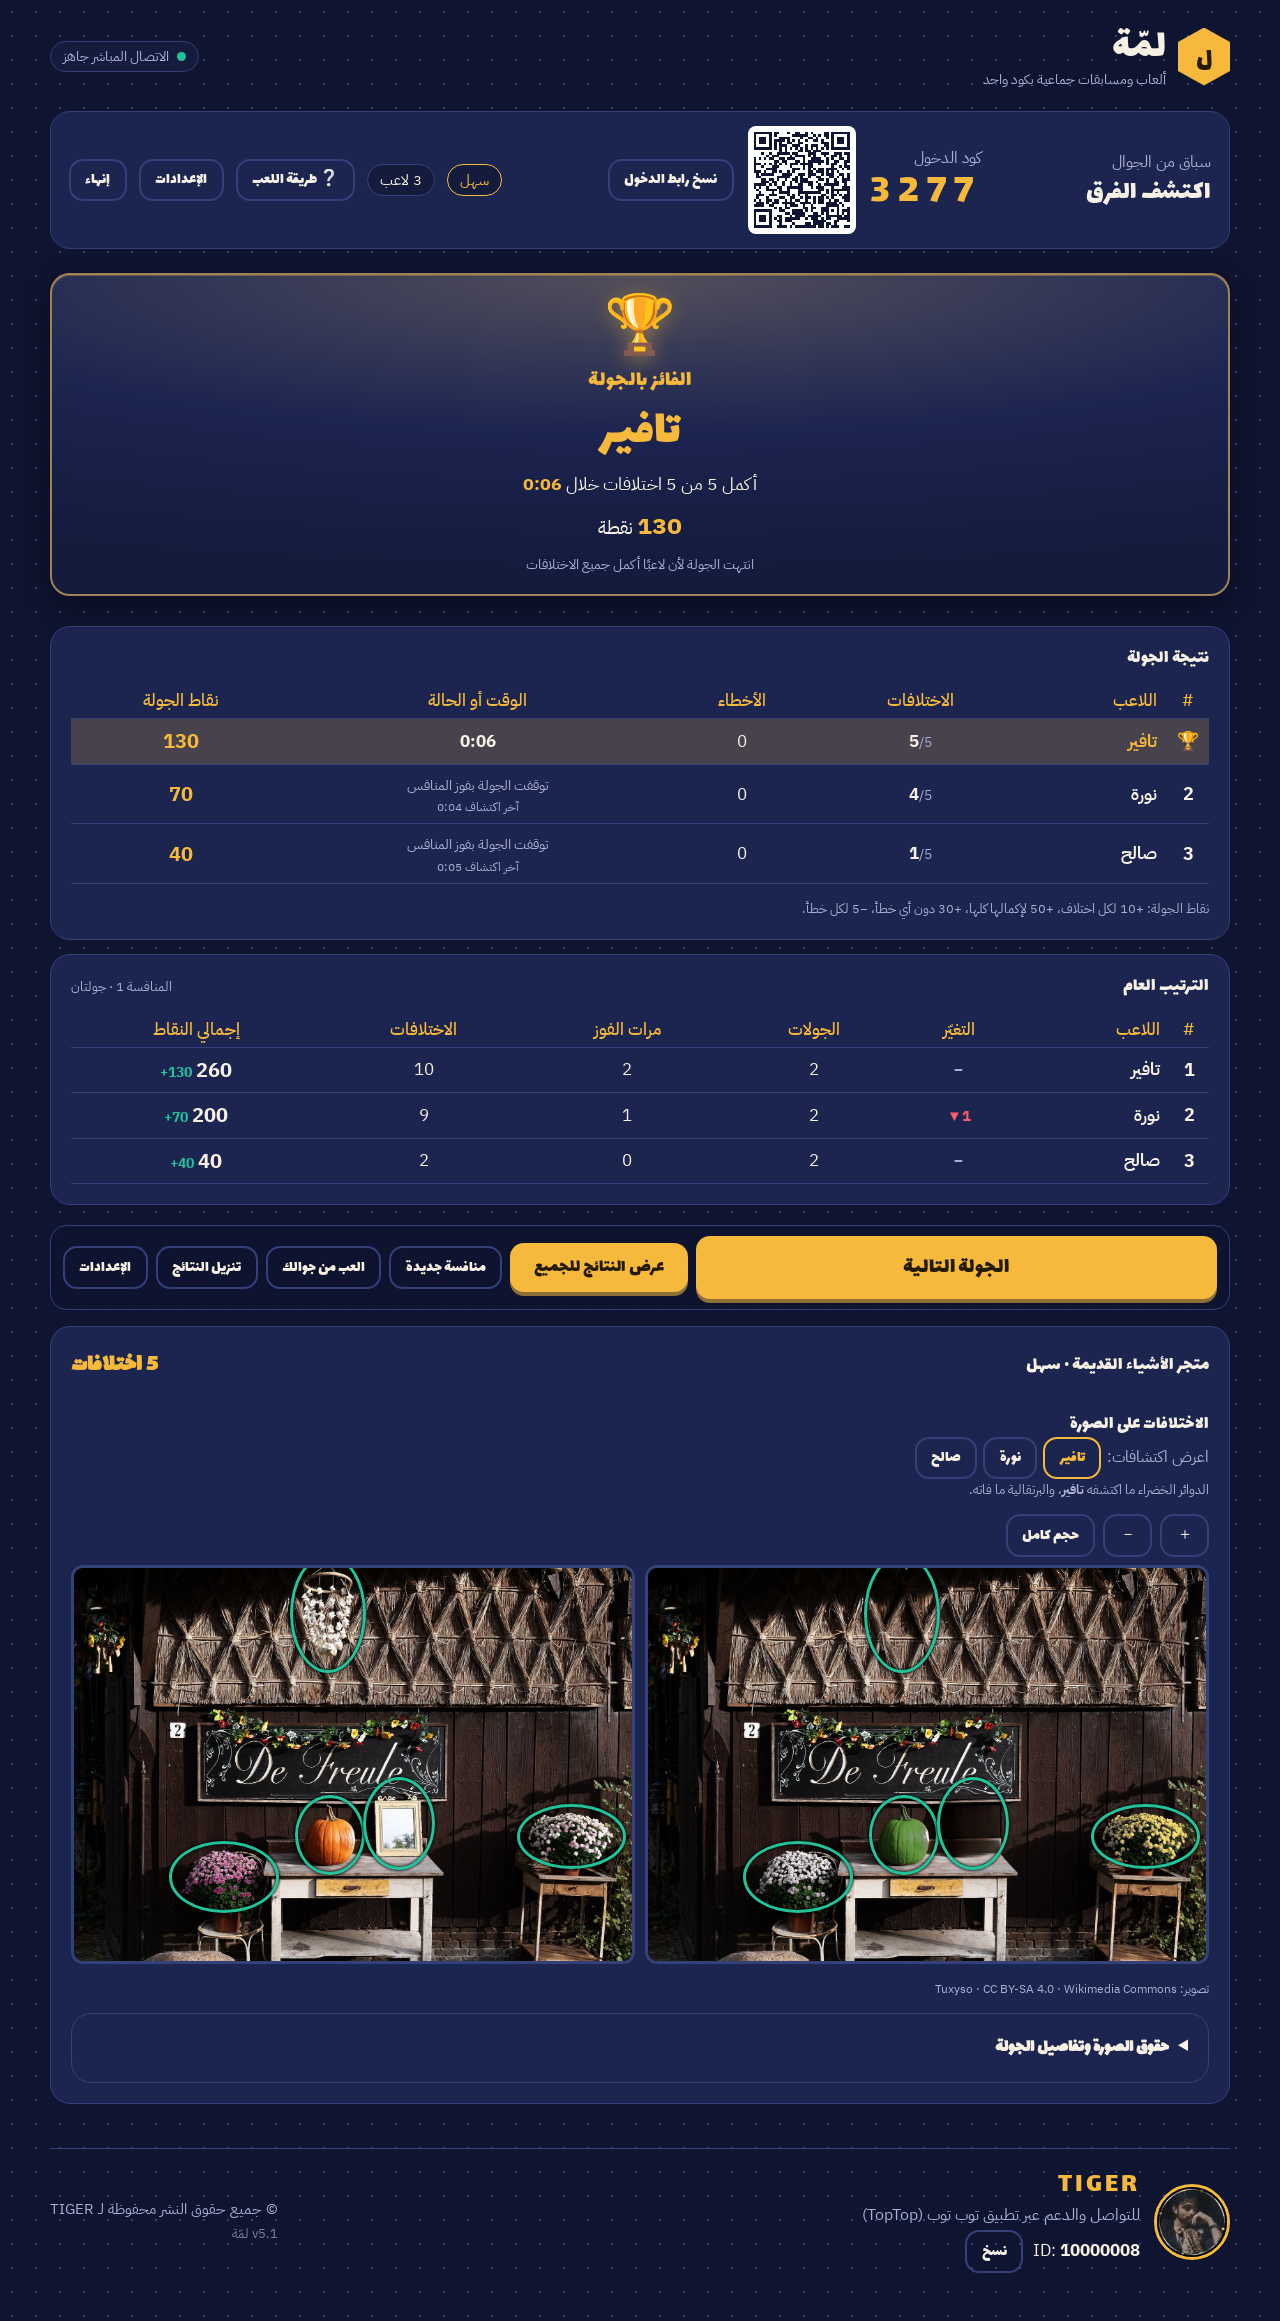 ل
لمّة
ألعاب ومسابقات جماعية بكود واحد
الاتصال المباشر جاهز
سباق من الجوال
اكتشف الفرق
كود الدخول
3277
نسخ رابط الدخول
سهل
3 لاعب
❔ طريقة اللعب
الإعدادات
إنهاء
الفائز بالجولة
تافير
أكمل 5 من 5 اختلافات خلال 0:06
130 نقطة
انتهت الجولة لأن لاعبًا أكمل جميع الاختلافات
نتيجة الجولة
# اللاعب الاختلافات الأخطاء الوقت أو الحالة نقاط الجولة
🏆 تافير 5/5 0 0:06 130
2 نورة 4/5 0 توقفت الجولة بفوز المنافس آخر اكتشاف 0:04 70
3 صالح 1/5 0 توقفت الجولة بفوز المنافس آخر اكتشاف 0:05 40
نقاط الجولة: +10 لكل اختلاف، +50 لإكمالها كلها، +30 دون أي خطأ، −5 لكل خطأ.
الترتيب العام
المنافسة 1 · جولتان
# اللاعب التغيّر الجولات مرات الفوز الاختلافات إجمالي النقاط
1 تافير – 2 2 10 260 +130
2 نورة ▼1 2 1 9 200 +70
3 صالح – 2 0 2 40 +40
الجولة التالية
عرض النتائج للجميع
منافسة جديدة
العب من جوالك
تنزيل النتائج
الإعدادات
متجر الأشياء القديمة · سهل
5 اختلافات
الاختلافات على الصورة
اعرض اكتشافات: تافير نورة صالح
الدوائر الخضراء ما اكتشفه تافير، والبرتقالية ما فاته.
+ − حجم كامل
2
De Freule
2
De Freule
تصوير: Tuxyso · CC BY-SA 4.0 · Wikimedia Commons
◀ حقوق الصورة وتفاصيل الجولة
TIGER
للتواصل والدعم عبر تطبيق توب توب (TopTop)
ID: 10000008
نسخ
© جميع حقوق النشر محفوظة لـ TIGER
لمّة v5.1